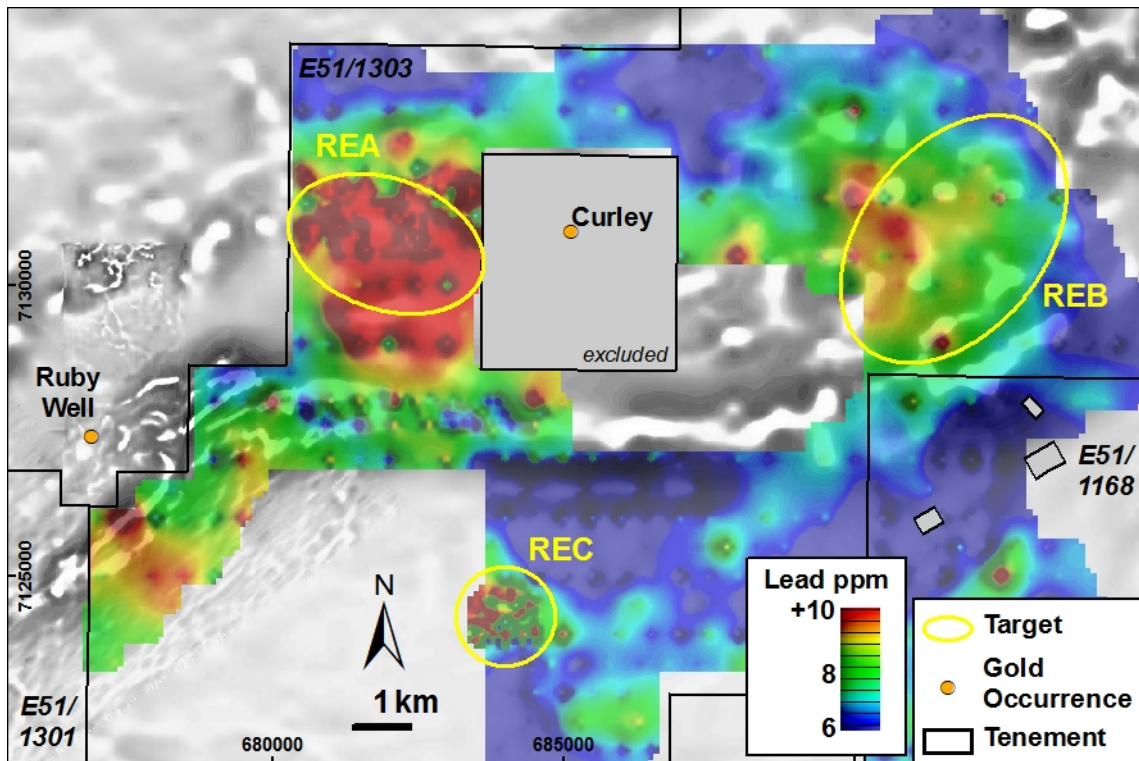 E51/1303
REA
Curley
7130000
REB
excluded
Ruby
Well
E51/
1168
REC
7125000
N
1 km
E51/
1301
680000
685000
Lead ppm
+10
8
6
Target
Gold
Occurrence
Tenement